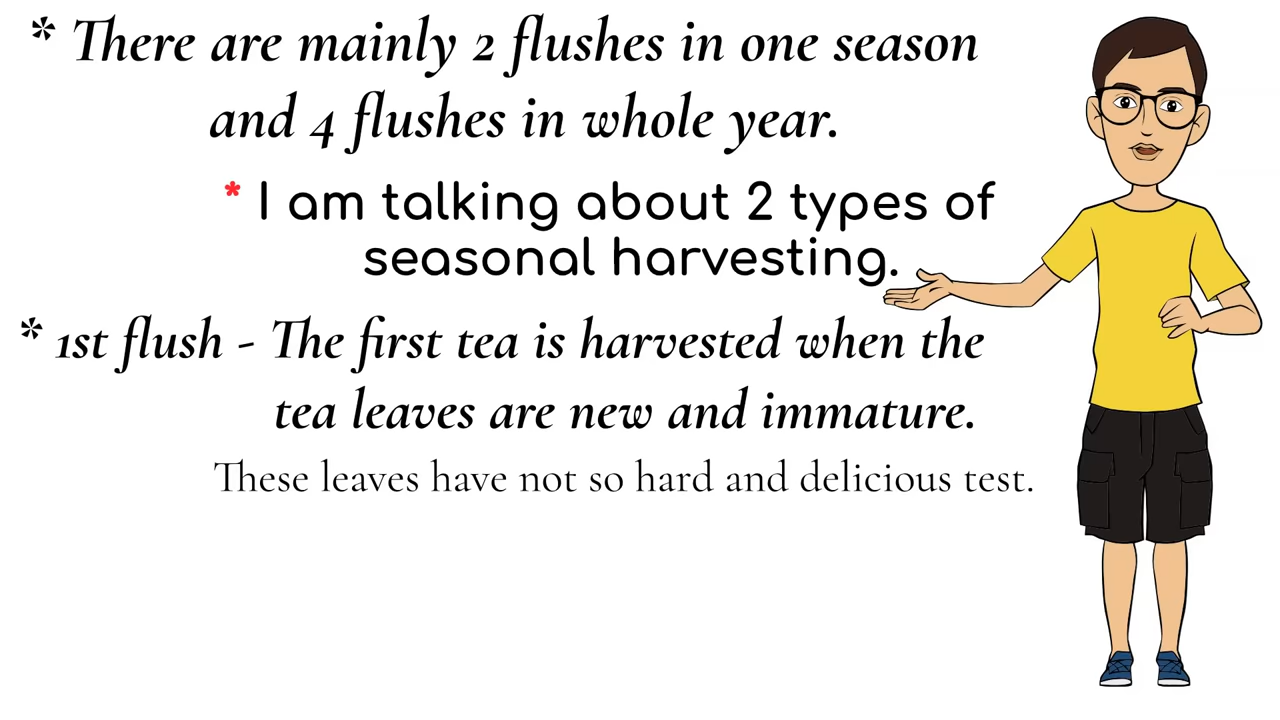 * There are mainly 2 flushes in one season
and 4 flushes in whole year.
* I am talking about 2 types of
seasonal harvesting.
* 1st flush - The first tea is harvested when the
tea leaves are new and immature.
These leaves have not so hard and delicious test.